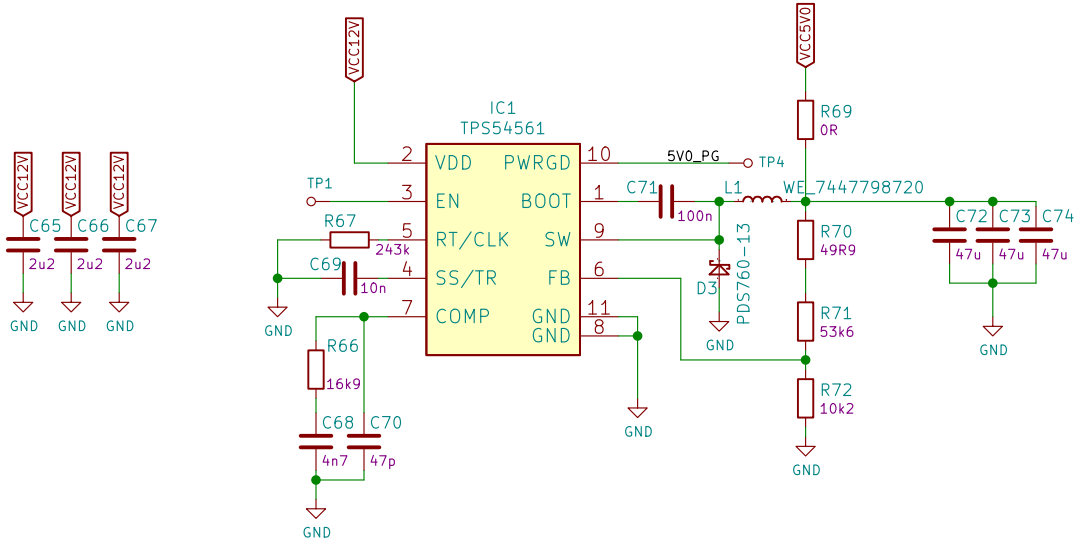 VCC12V
VCC5V0
IC1
TPS54561
R69
0R
2
VDD
PWRGD
10
5V0_PG
TP4
VCC12V
VCC12V
VCC12V
TP1
3
EN
BOOT
1
C71
100n
L1
WE_7447798720
C65
2u2
C66
2u2
C67
2u2
R67
243k
5
RT/CLK
SW
9
R70
49R9
C72
47u
C73
47u
C74
47u
C69
10n
4
SS/TR
FB
6
D3
PDS760-13
GND
GND
GND
GND
7
COMP
GND
11
GND
8
GND
R71
53k6
GND
R66
16k9
R72
10k2
C68
4n7
C70
47p
GND
GND
GND